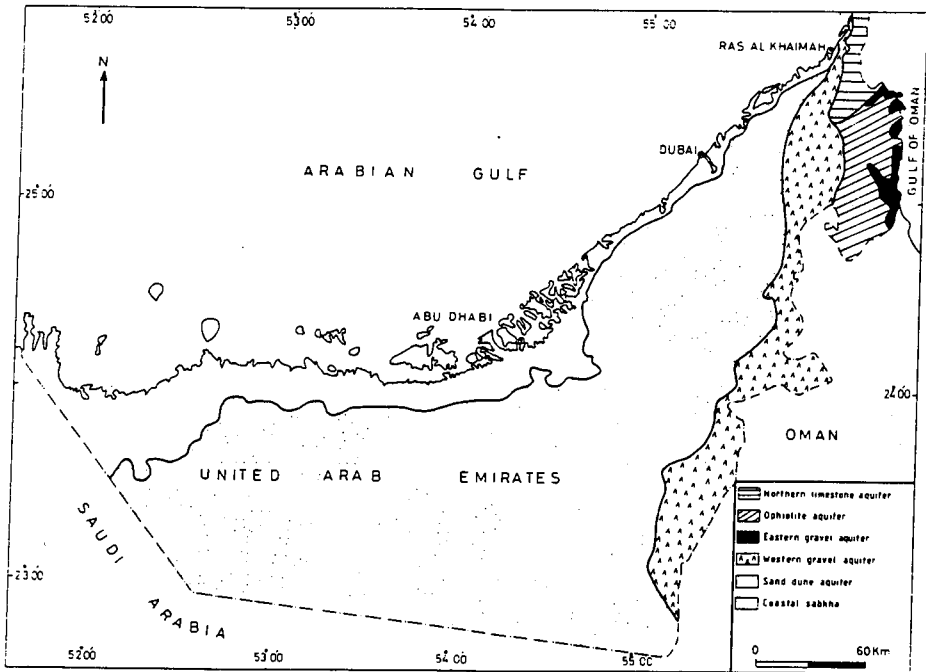 52°00
53°00
54°00
55°00
N
RAS AL KHAIMAH
GULF OF OMAN
DUBAI
ARABIAN GULF
25°00
ABU DHABI
24°00
OMAN
UNITED ARAB EMIRATES
SAUDI
ARABIA
23°00
Northern limestone aquifer
Ophiolite aquifer
Eastern gravel aquifer
Western gravel aquifer
Sand dune aquifer
Coastal sabkha
0 60 Km
52°00
53°00
54°00
55°00